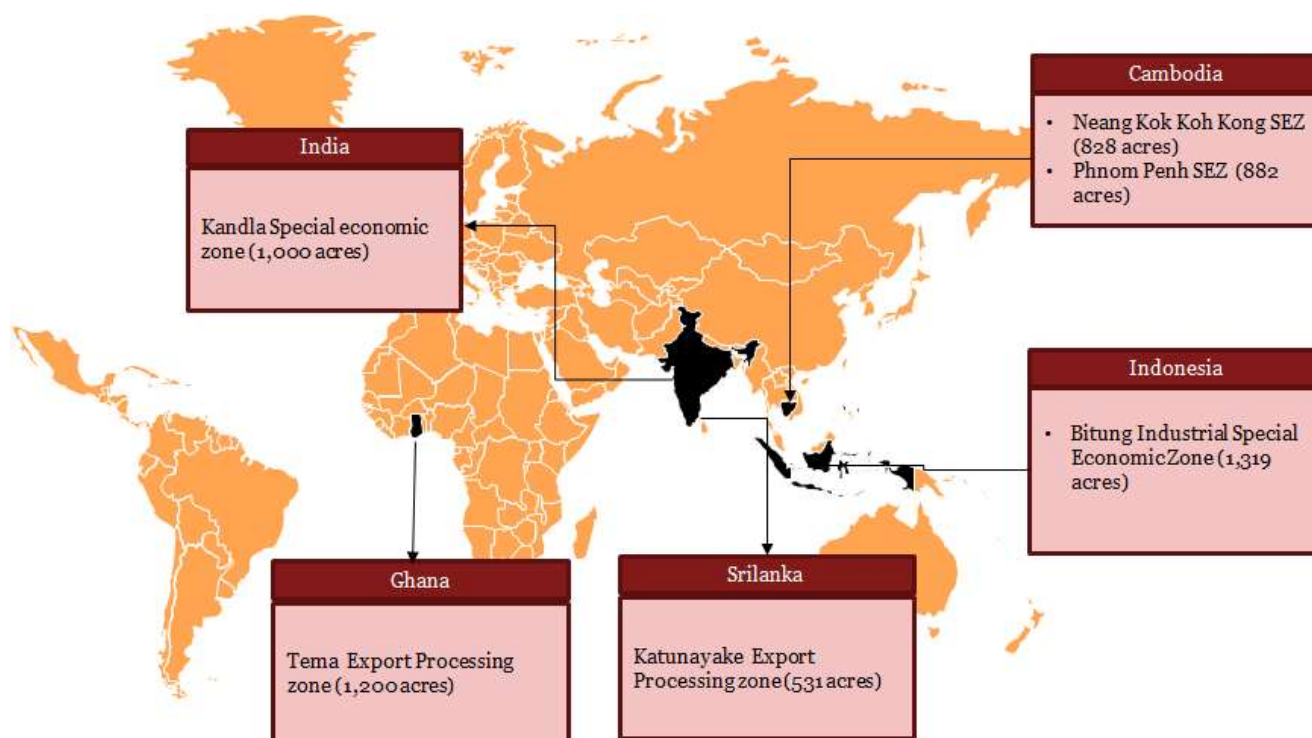 Cambodia
• Neang Kok Koh Kong SEZ
(828 acres)
• Phnom Penh SEZ (882
acres)
India
Kandla Special economic
zone (1,000 acres)
Indonesia
• Bitung Industrial Special
Economic Zone (1,319
acres)
Ghana
Tema Export Processing
zone (1,200 acres)
Srilanka
Katunayake Export
Processing zone (531 acres)